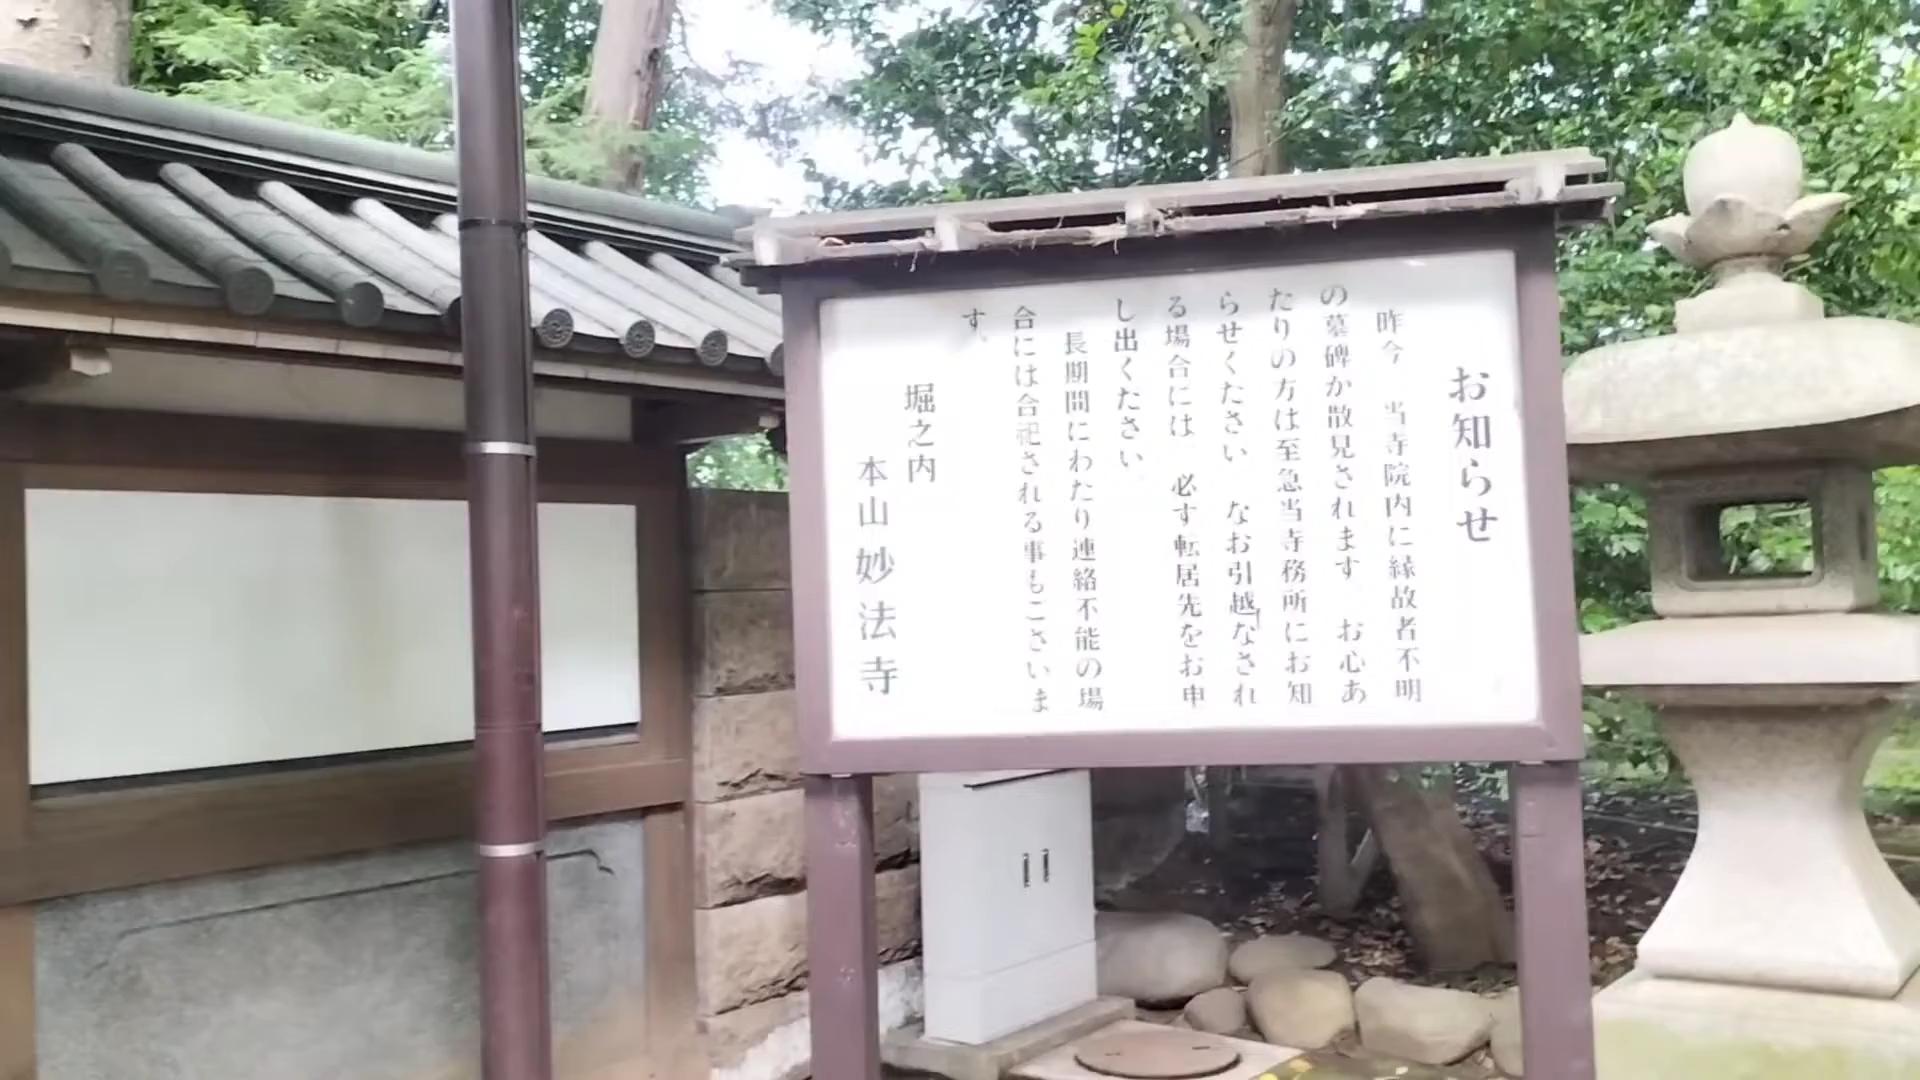 お知らせ
昨今　当寺院内に縁故者不明
の墓碑か散見されます　お心あ
たりの方は至急当寺務所にお知
らせください　なお引越なされ
る場合には　必す転居先をお申
し出ください、
長期間にわたり連絡不能の場
合には合祀される事もこさいま
す、
堀之内
本山妙法寺